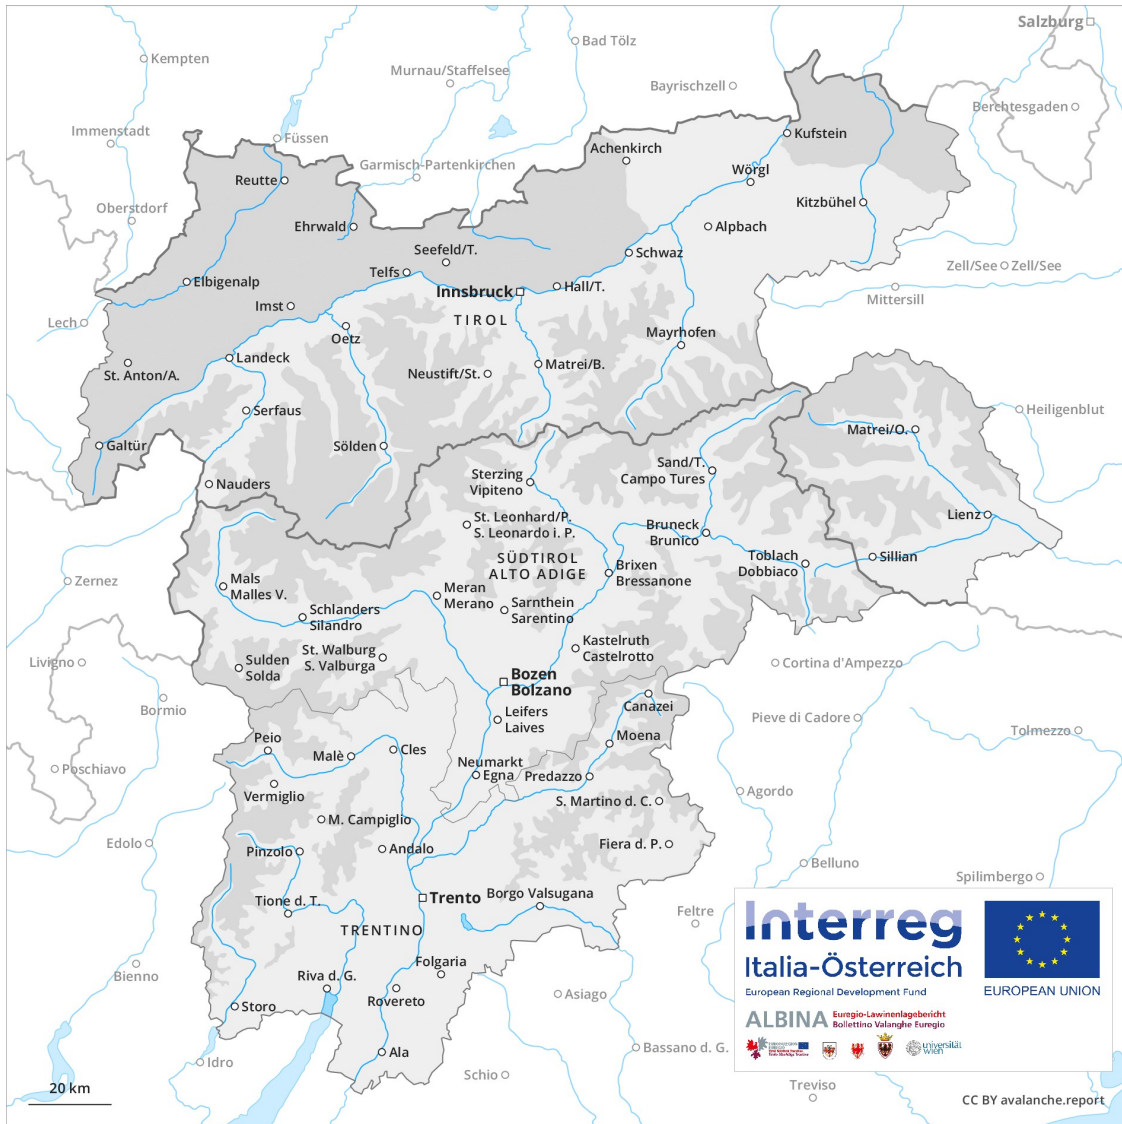 Salzburg
Bad Tölz
Kempten
Murnau/Staffelsee
Bayrischzell
Berchtesgaden
Immenstadt
Füssen
Kufstein
Achenkirch
Garmisch-Partenkirchen
Wörgl
Reutte
Kitzbühel
Oberstdorf
Ehrwald
Alpbach
Seefeld/T.
Schwaz
Telfs
Zell/See
Zell/See
Elbigenalp
Innsbruck
Hall/T.
Mittersill
Imst
Lech
TIROL
Oetz
Mayrhofen
Landeck
Matrei/B.
St. Anton/A.
Neustift/St.
Serfaus
Heiligenblut
Matrei/O.
Galtür
Sölden
Sand/T.
Campo Tures
Sterzing
Vipiteno
Nauders
St. Leonhard/P.
S. Leonardo i. P.
Bruneck
Brunico
Lienz
SÜDTIROL
ALTO ADIGE
Toblach
Dobbiaco
Sillian
Brixen
Bressanone
Zernez
Mals
Malles V.
Meran
Merano
Sarnthein
Sarentino
Schlanders
Silandro
Kastelruth
Castelrotto
St. Walburg
S. Valburga
Livigno
Sulden
Solda
Cortina d'Ampezzo
Bozen
Bolzano
Bormio
Canazei
Leifers
Laives
Pieve di Cadore
Tolmezzo
Peio
Moena
Malè
Cles
Poschiavo
Neumarkt
Egna
Predazzo
Vermiglio
Agordo
S. Martino d. C.
M. Campiglio
Edolo
Pinzolo
Andalo
Fiera d. P.
Belluno
Spilimbergo
Tione d. T.
Trento
Borgo Valsugana
Feltre
TRENTINO
Interreg
Italia-Österreich
European Regional Development Fund
EUROPEAN UNION
Bienno
Folgaria
Riva d. G.
Rovereto
Asiago
Storo
ALBINA
Euregio-Lawinenlagebericht
Bollettino Valanghe Euregio
universität
wien
Ala
Bassano d. G.
Idro
Schio
Treviso
20 km
CC BY avalanche.report